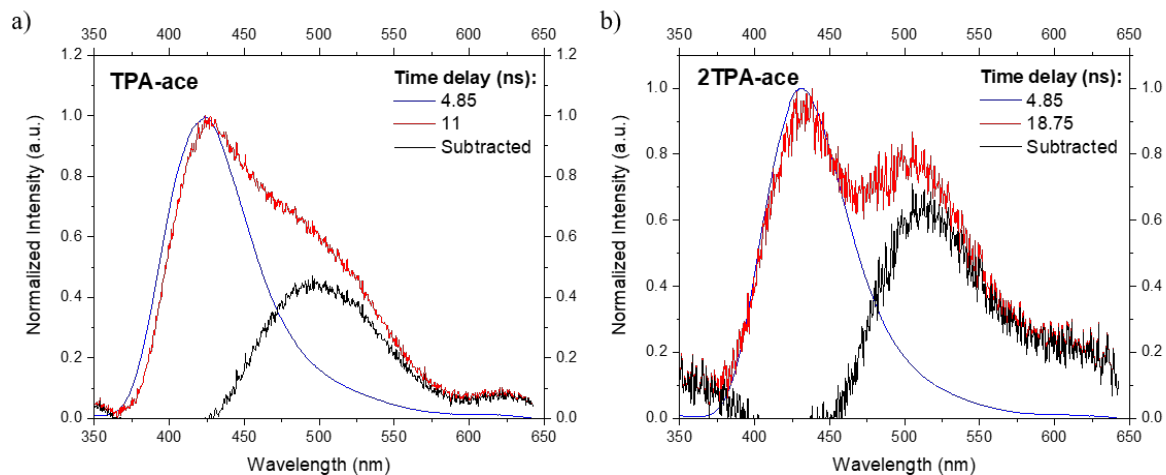 a)
350 400 450 500 550 600 650
1.2 1.2
TPA-ace
Time delay (ns):
4.85
11
Subtracted
1.0 1.0
0.8 0.8
0.6 0.6
0.4 0.4
0.2 0.2
0.0 0.0
350 400 450 500 550 600 650
Normalized Intensity (a.u.)
Wavelength (nm)
b)
350 400 450 500 550 600 650
2TPA-ace
Time delay (ns):
4.85
18.75
Subtracted
1.0 1.0
0.8 0.8
0.6 0.6
0.4 0.4
0.2 0.2
0.0 0.0
350 400 450 500 550 600 650
Normalized Intensity (a.u.)
Wavelength (nm)